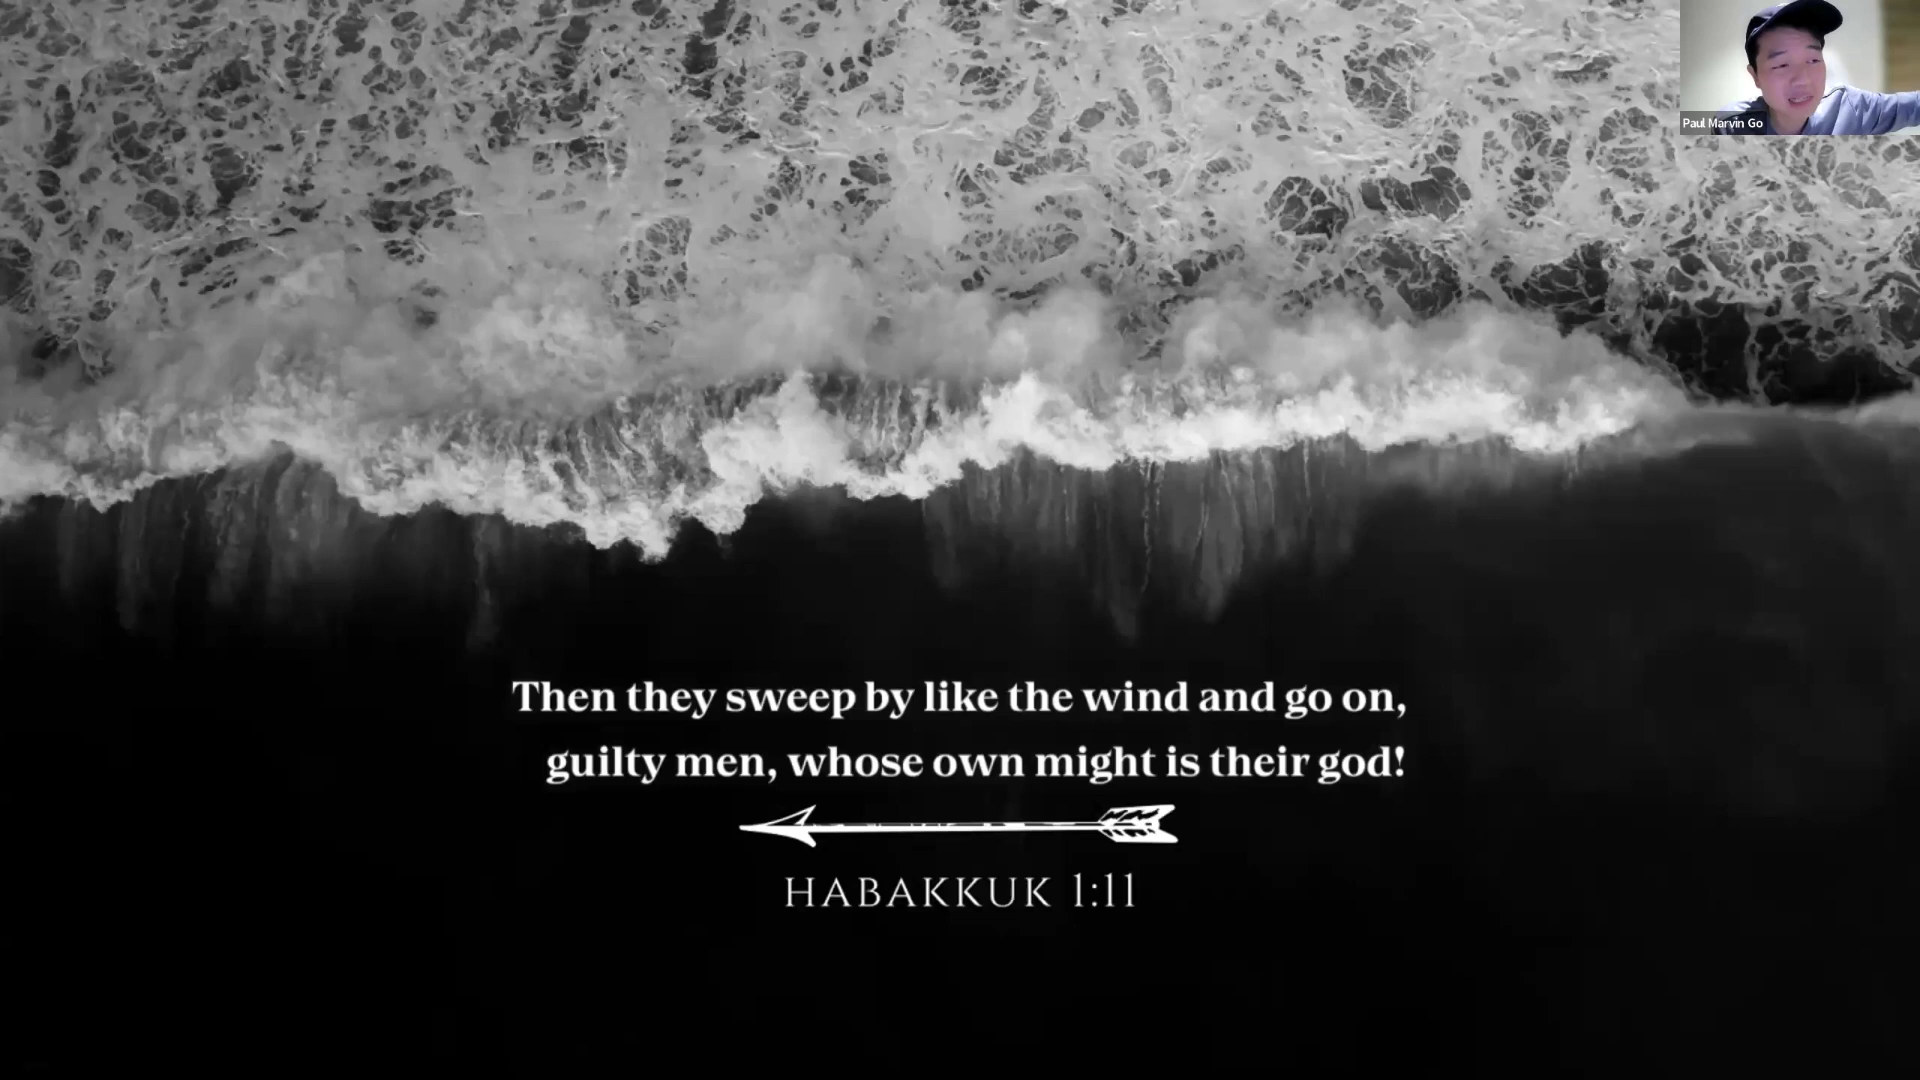 Paul Marvin Go
Then they sweep by like the wind and go on,
guilty men, whose own might is their god!
HABAKKUK 1:11